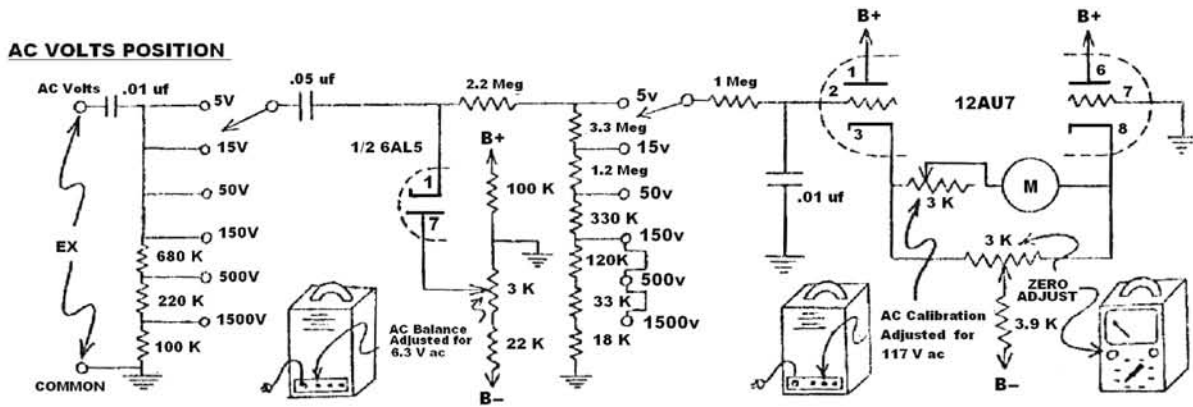 AC VOLTS POSITION
AC Volts
.01 uf
5V
15V
50V
150V
680 K
500V
220 K
1500V
100 K
EX
COMMON
.05 uf
2.2 Meg
1/2 6AL5
1
7
B+
100 K
3 K
22 K
B−
AC Balance
Adjusted for
6.3 V ac
5v
3.3 Meg
15v
1.2 Meg
50v
330 K
150v
120K
500v
33 K
1500v
18 K
1 Meg
.01 uf
B+
1
2
3
12AU7
B+
6
7
8
M
3 K
3 K
ZERO
ADJUST
3.9 K
B−
AC Calibration
Adjusted for
117 V ac